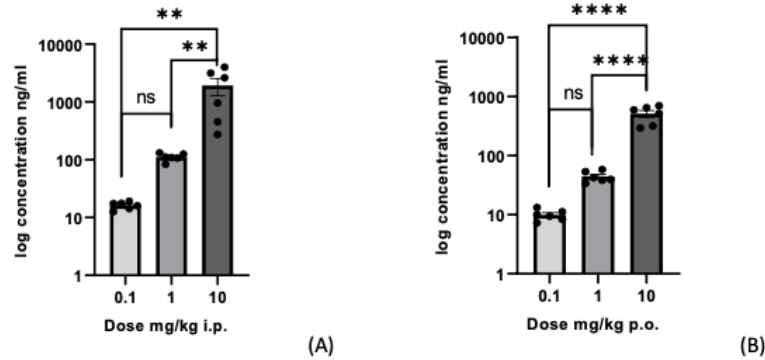 **
**
ns
log concentration ng/ml
10000
1000
100
10
1
0.1 1 10
Dose mg/kg i.p.
(A)
****
****
ns
log concentration ng/ml
10000
1000
100
10
1
0.1 1 10
Dose mg/kg p.o.
(B)